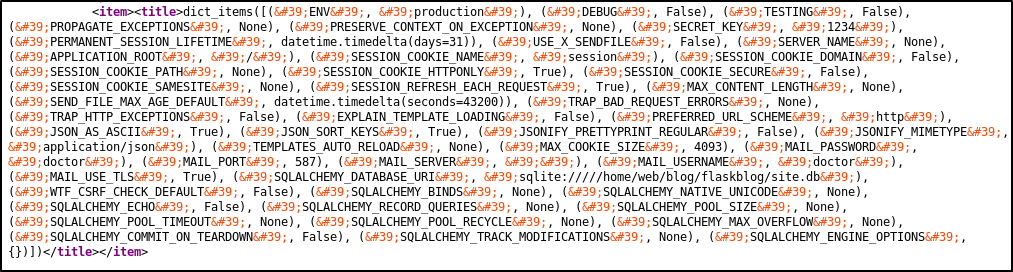 <item><title>dict_items([(&#39;ENV&#39;, &#39;production&#39;), (&#39;DEBUG&#39;, False), (&#39;TESTING&#39;, False),
(&#39;PROPAGATE_EXCEPTIONS&#39;, None), (&#39;PRESERVE_CONTEXT_ON_EXCEPTION&#39;, None), (&#39;SECRET_KEY&#39;, &#39;1234&#39;),
(&#39;PERMANENT_SESSION_LIFETIME&#39;, datetime.timedelta(days=31)), (&#39;USE_X_SENDFILE&#39;, False), (&#39;SERVER_NAME&#39;, None),
(&#39;APPLICATION_ROOT&#39;, &#39;/&#39;), (&#39;SESSION_COOKIE_NAME&#39;, &#39;session&#39;), (&#39;SESSION_COOKIE_DOMAIN&#39;, False),
(&#39;SESSION_COOKIE_PATH&#39;, None), (&#39;SESSION_COOKIE_HTTPONLY&#39;, True), (&#39;SESSION_COOKIE_SECURE&#39;, False),
(&#39;SESSION_COOKIE_SAMESITE&#39;, None), (&#39;SESSION_REFRESH_EACH_REQUEST&#39;, True), (&#39;MAX_CONTENT_LENGTH&#39;, None),
(&#39;SEND_FILE_MAX_AGE_DEFAULT&#39;, datetime.timedelta(seconds=43200)), (&#39;TRAP_BAD_REQUEST_ERRORS&#39;, None),
(&#39;TRAP_HTTP_EXCEPTIONS&#39;, False), (&#39;EXPLAIN_TEMPLATE_LOADING&#39;, False), (&#39;PREFERRED_URL_SCHEME&#39;, &#39;http&#39;),
(&#39;JSON_AS_ASCII&#39;, True), (&#39;JSON_SORT_KEYS&#39;, True), (&#39;JSONIFY_PRETTYPRINT_REGULAR&#39;, False), (&#39;JSONIFY_MIMETYPE&#39;,
&#39;application/json&#39;), (&#39;TEMPLATES_AUTO_RELOAD&#39;, None), (&#39;MAX_COOKIE_SIZE&#39;, 4093), (&#39;MAIL_PASSWORD&#39;,
&#39;doctor&#39;), (&#39;MAIL_PORT&#39;, 587), (&#39;MAIL_SERVER&#39;, &#39;&#39;), (&#39;MAIL_USERNAME&#39;, &#39;doctor&#39;),
(&#39;MAIL_USE_TLS&#39;, True), (&#39;SQLALCHEMY_DATABASE_URI&#39;, &#39;sqlite://///home/web/blog/flaskblog/site.db&#39;),
(&#39;WTF_CSRF_CHECK_DEFAULT&#39;, False), (&#39;SQLALCHEMY_BINDS&#39;, None), (&#39;SQLALCHEMY_NATIVE_UNICODE&#39;, None),
(&#39;SQLALCHEMY_ECHO&#39;, False), (&#39;SQLALCHEMY_RECORD_QUERIES&#39;, None), (&#39;SQLALCHEMY_POOL_SIZE&#39;, None),
(&#39;SQLALCHEMY_POOL_TIMEOUT&#39;, None), (&#39;SQLALCHEMY_POOL_RECYCLE&#39;, None), (&#39;SQLALCHEMY_MAX_OVERFLOW&#39;, None),
(&#39;SQLALCHEMY_COMMIT_ON_TEARDOWN&#39;, False), (&#39;SQLALCHEMY_TRACK_MODIFICATIONS&#39;, None), (&#39;SQLALCHEMY_ENGINE_OPTIONS&#39;,
{})])</title></item>